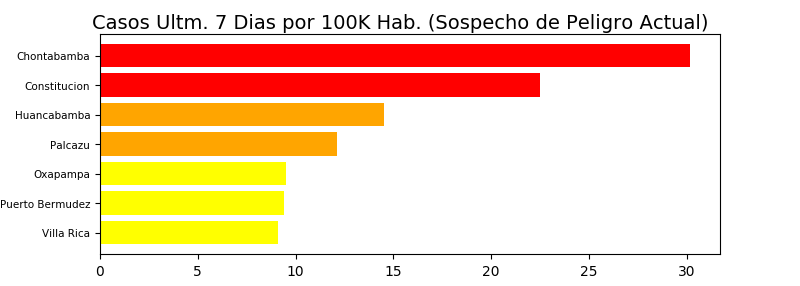 Casos Ultm. 7 Dias por 100K Hab. (Sospecho de Peligro Actual)
Chontabamba
Constitucion
Huancabamba
Palcazu
Oxapampa
Puerto Bermudez
Villa Rica
0 5 10 15 20 25 30